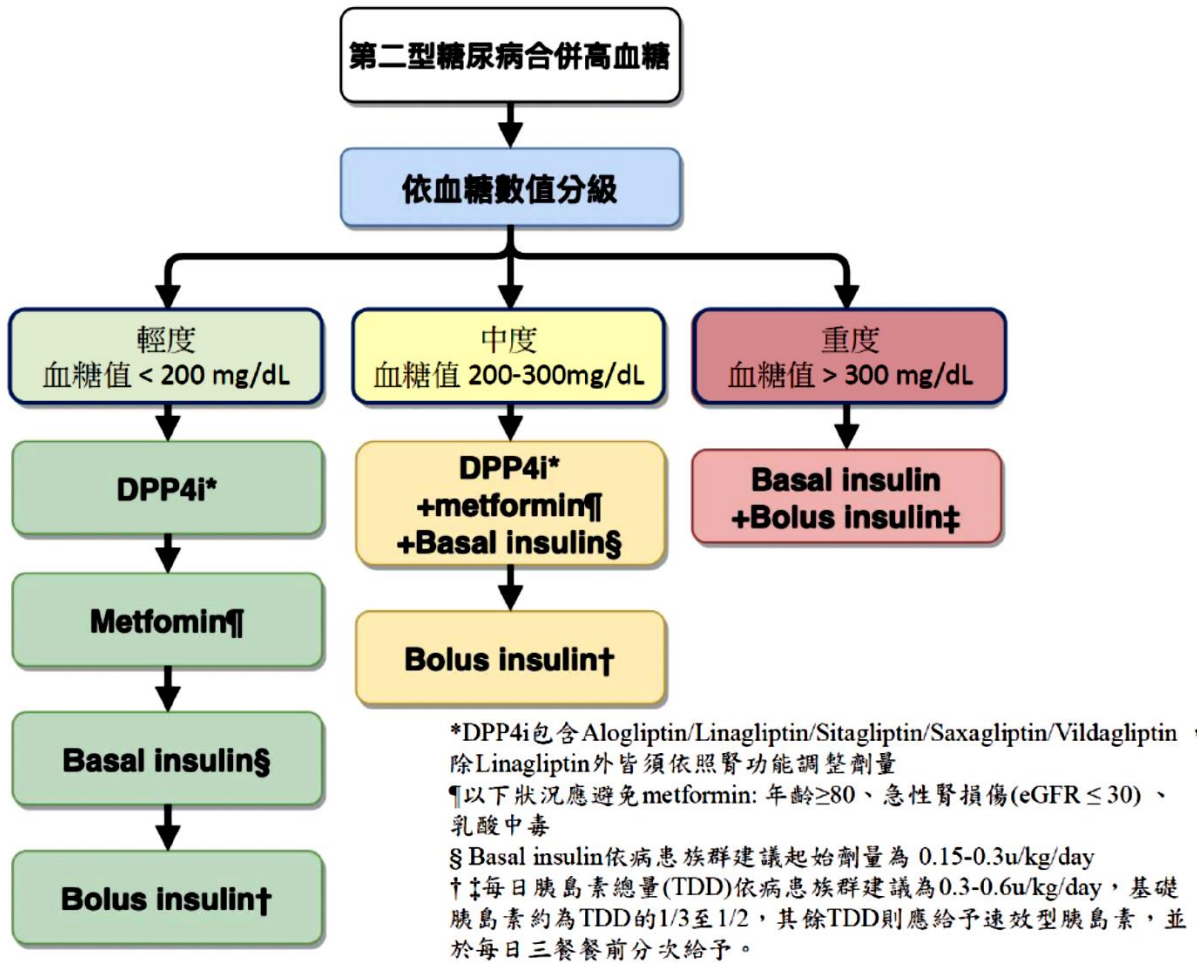 第二型糖尿病合併高血糖
依血糖數值分級
輕度
血糖值 < 200 mg/dL
中度
血糖值 200-300mg/dL
重度
血糖值 > 300 mg/dL
DPP4i*
Metfomin¶
Basal insulin§
Bolus insulin†
DPP4i*
+metformin¶
+Basal insulin§
Bolus insulin†
Basal insulin
+Bolus insulin‡
*DPP4i包含Alogliptin/Linagliptin/Sitagliptin/Saxagliptin/Vildagliptin，
除Linagliptin外皆須依照腎功能調整劑量
¶以下狀況應避免metformin: 年齡≥80、急性腎損傷(eGFR ≤ 30) 、
乳酸中毒
§ Basal insulin依病患族群建議起始劑量為 0.15-0.3u/kg/day
† ‡每日胰島素總量(TDD)依病患族群建議為0.3-0.6u/kg/day，基礎
胰島素約為TDD的1/3至1/2，其餘TDD則應給予速效型胰島素，並
於每日三餐餐前分次給予。